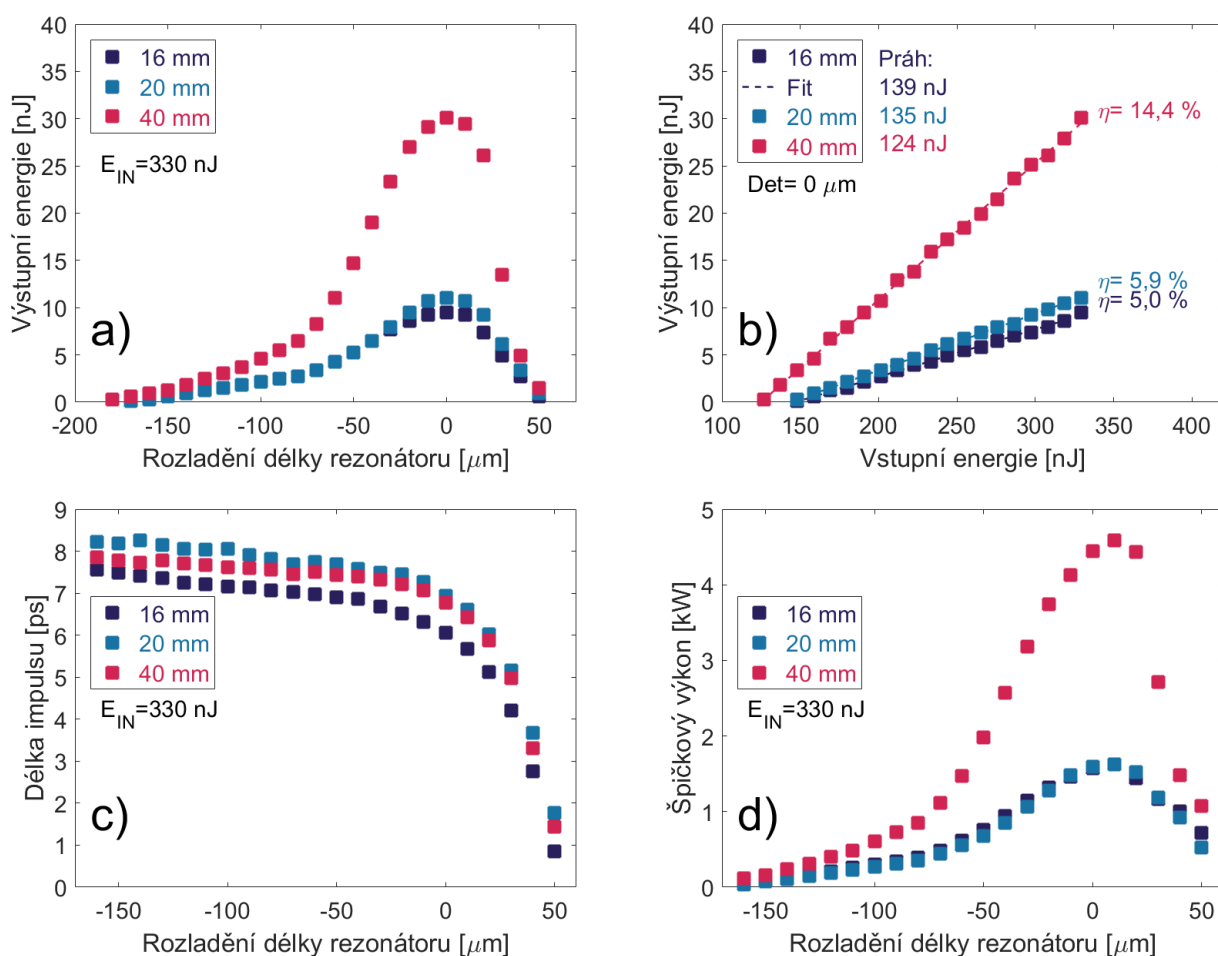 40
35
30
25
20
15
10
5
0
Výstupní energie [nJ]
16 mm
20 mm
40 mm
E_IN=330 nJ
a)
-200
-150
-100
-50
0
50
Rozladění délky rezonátoru [μm]
40
35
30
25
20
15
10
5
0
Výstupní energie [nJ]
16 mm
Fit
20 mm
40 mm
Práh:
139 nJ
135 nJ
124 nJ
Det= 0 μm
η= 14,4 %
η= 5,9 %
η= 5,0 %
b)
100
150
200
250
300
350
400
Vstupní energie [nJ]
9
8
7
6
5
4
3
2
1
0
Délka impulsu [ps]
16 mm
20 mm
40 mm
E_IN=330 nJ
c)
-150
-100
-50
0
50
Rozladění délky rezonátoru [μm]
5
4
3
2
1
0
Špičkový výkon [kW]
16 mm
20 mm
40 mm
E_IN=330 nJ
d)
-150
-100
-50
0
50
Rozladění délky rezonátoru [μm]